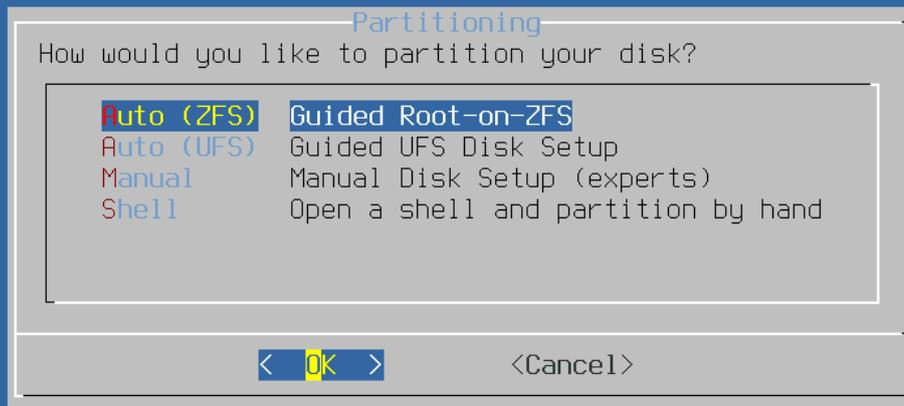 Partitioning
How would you like to partition your disk?
Auto (ZFS) Guided Root-on-ZFS
Auto (UFS) Guided UFS Disk Setup
Manual Manual Disk Setup (experts)
Shell Open a shell and partition by hand
< OK > <Cancel>